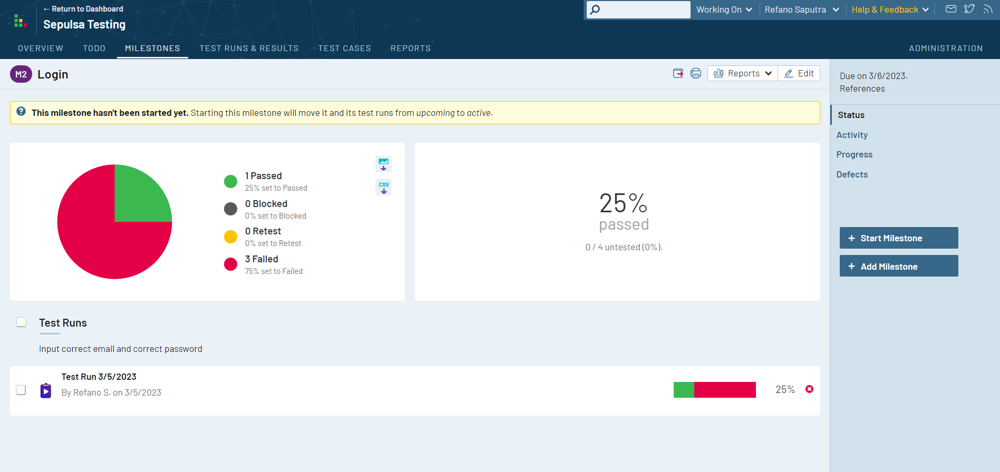 ← Return to Dashboard
Sepulsa Testing
Working On
Refano Saputra
Help & Feedback
OVERVIEW
TODO
MILESTONES
TEST RUNS & RESULTS
TEST CASES
REPORTS
ADMINISTRATION
M2
Login
Reports
Edit
This milestone hasn't been started yet. Starting this milestone will move it and its test runs from upcoming to active.
1 Passed
25% set to Passed
0 Blocked
0% set to Blocked
0 Retest
0% set to Retest
3 Failed
75% set to Failed
CSV
25%
passed
0 / 4 untested (0%).
Test Runs
Input correct email and correct password
Test Run 3/5/2023
By Refano S. on 3/5/2023
25%
Due on 3/6/2023.
References
Status
Activity
Progress
Defects
+ Start Milestone
+ Add Milestone